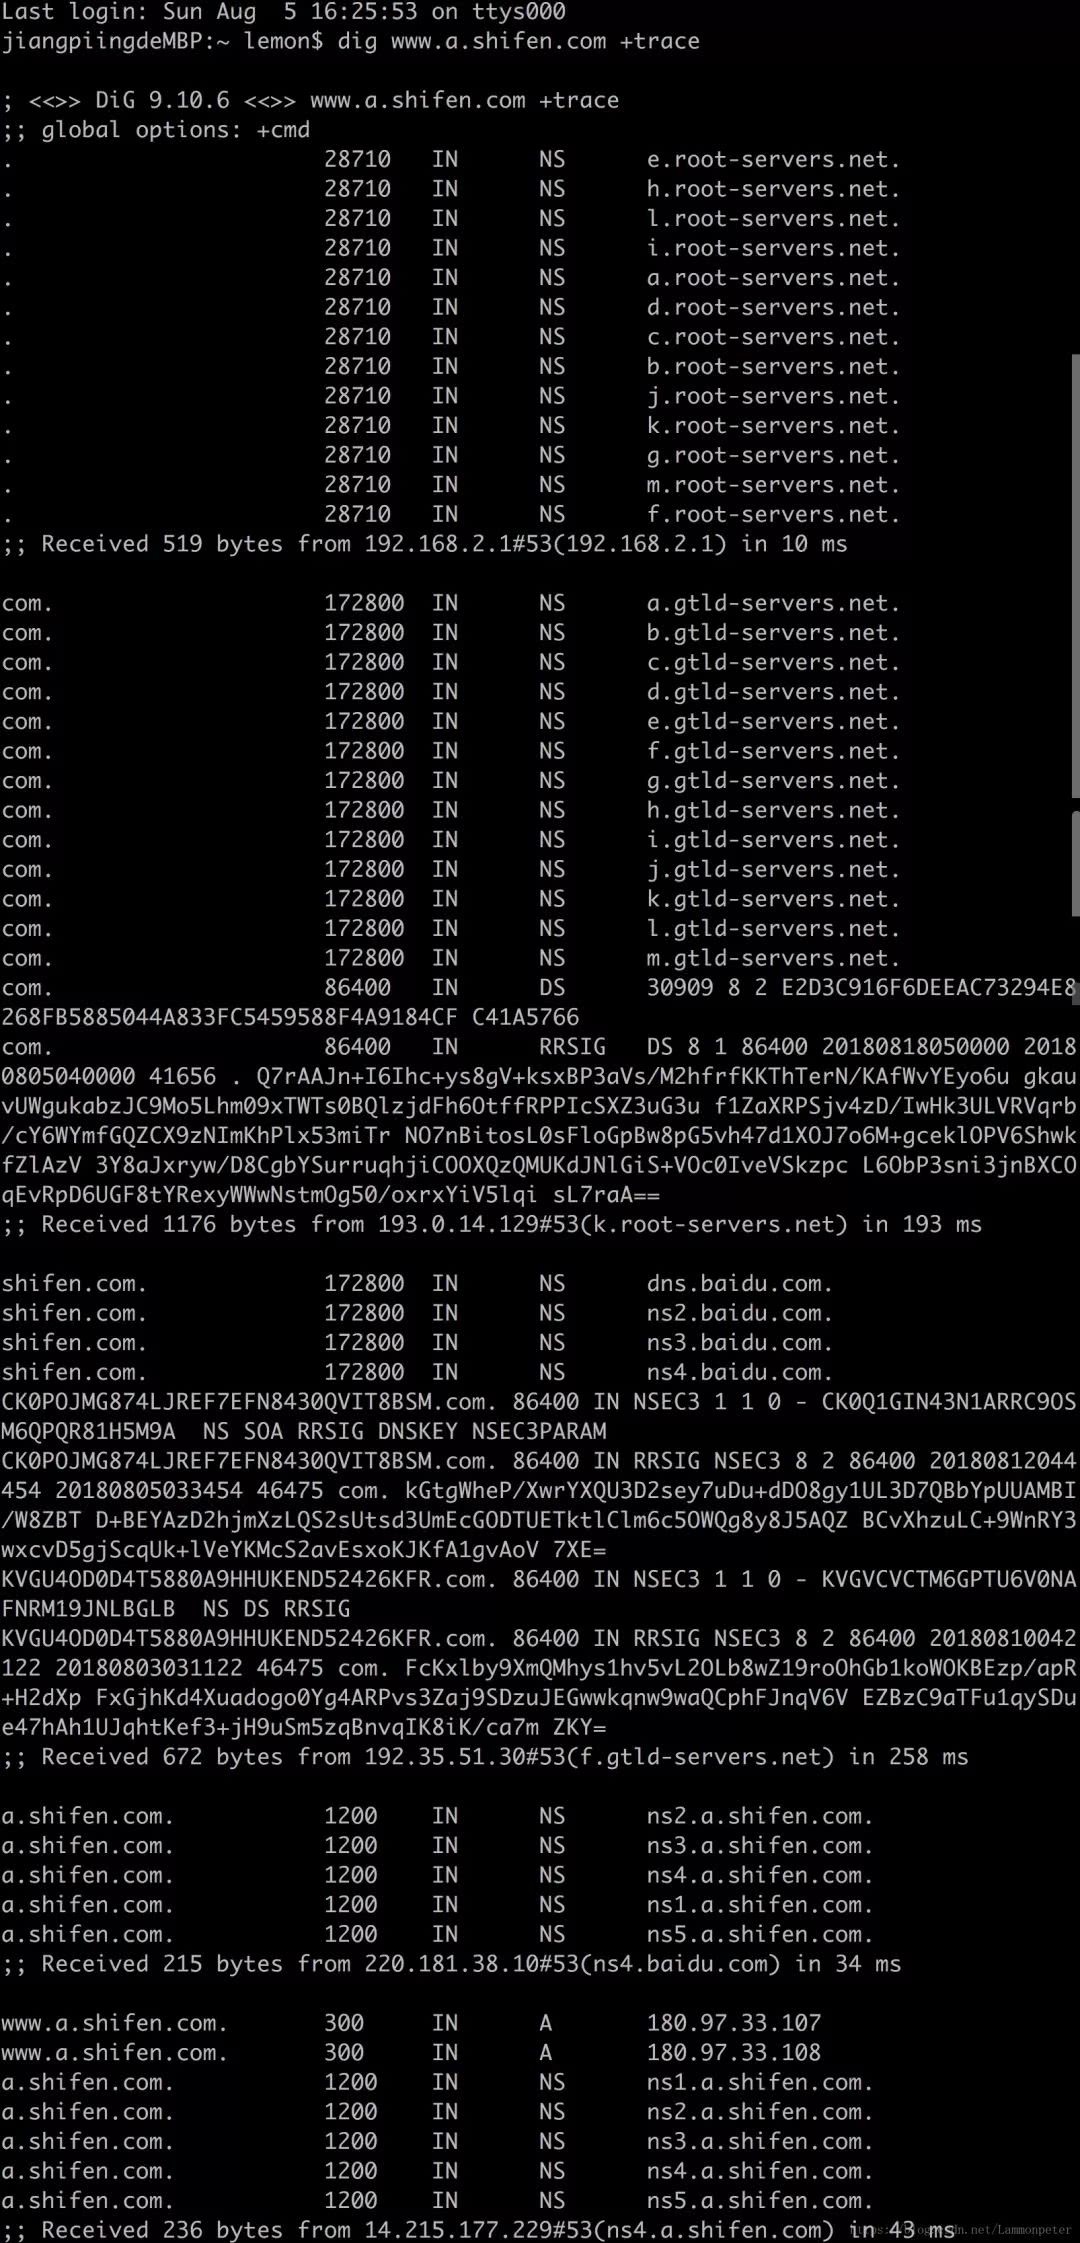 Last login: Sun Aug  5 16:25:53 on ttys000
jiangpiingdeMBP:~ lemon$ dig www.a.shifen.com +trace
; <<>> DiG 9.10.6 <<>> www.a.shifen.com +trace
;; global options: +cmd
. 28710 IN NS e.root-servers.net.
. 28710 IN NS h.root-servers.net.
. 28710 IN NS l.root-servers.net.
. 28710 IN NS i.root-servers.net.
. 28710 IN NS a.root-servers.net.
. 28710 IN NS d.root-servers.net.
. 28710 IN NS c.root-servers.net.
. 28710 IN NS b.root-servers.net.
. 28710 IN NS j.root-servers.net.
. 28710 IN NS k.root-servers.net.
. 28710 IN NS g.root-servers.net.
. 28710 IN NS m.root-servers.net.
. 28710 IN NS f.root-servers.net.
;; Received 519 bytes from 192.168.2.1#53(192.168.2.1) in 10 ms
com. 172800 IN NS a.gtld-servers.net.
com. 172800 IN NS b.gtld-servers.net.
com. 172800 IN NS c.gtld-servers.net.
com. 172800 IN NS d.gtld-servers.net.
com. 172800 IN NS e.gtld-servers.net.
com. 172800 IN NS f.gtld-servers.net.
com. 172800 IN NS g.gtld-servers.net.
com. 172800 IN NS h.gtld-servers.net.
com. 172800 IN NS i.gtld-servers.net.
com. 172800 IN NS j.gtld-servers.net.
com. 172800 IN NS k.gtld-servers.net.
com. 172800 IN NS l.gtld-servers.net.
com. 172800 IN NS m.gtld-servers.net.
com. 86400 IN DS 30909 8 2 E2D3C916F6DEEAC73294E8
268FB5885044A833FC5459588F4A9184CF C41A5766
com. 86400 IN RRSIG DS 8 1 86400 20180818050000 2018
0805040000 41656 . Q7rAAJn+I6Ihc+ys8gV+ksxBP3aVs/M2hfrfKKThTerN/KAfWvYEyo6u gkau
vUWgukabzJC9Mo5Lhm09xTWTs0BQlzjdFh6OtffRPPIcSXZ3uG3u f1ZaXRPSjv4zD/IwHk3ULVRVqrb
/cY6WYmfGQZCX9zNImKhPlx53miTr NO7nBitosL0sFloGpBw8pG5vh47d1XOJ7o6M+gceklOPV6Shwk
fZlAzV 3Y8aJxryw/D8CgbYSurruqhjiCOOXQzQMUKdJNlGiS+VOc0IveVSkzpc L6ObP3sni3jnBXCO
qEvRpD6UGF8tYRexyWWwNstmOg50/oxrxYiV5lqi sL7raA==
;; Received 1176 bytes from 193.0.14.129#53(k.root-servers.net) in 193 ms
shifen.com. 172800 IN NS dns.baidu.com.
shifen.com. 172800 IN NS ns2.baidu.com.
shifen.com. 172800 IN NS ns3.baidu.com.
shifen.com. 172800 IN NS ns4.baidu.com.
CK0POJMG874LJREF7EFN8430QVIT8BSM.com. 86400 IN NSEC3 1 1 0 - CK0Q1GIN43N1ARRC9OS
M6QPQR81H5M9A  NS SOA RRSIG DNSKEY NSEC3PARAM
CK0POJMG874LJREF7EFN8430QVIT8BSM.com. 86400 IN RRSIG NSEC3 8 2 86400 20180812044
454 20180805033454 46475 com. kGtgWheP/XwrYXQU3D2sey7uDu+dDO8gy1UL3D7QBbYpUUAMBI
/W8ZBT D+BEYAzD2hjmXzLQS2sUtsd3UmEcGODTUETktlClm6c5OWQg8y8J5AQZ BCvXhzuLC+9WnRY3
wxcvD5gjScqUk+lVeYKMcS2avEsxoKJKfA1gvAoV 7XE=
KVGU4OD0D4T5880A9HHUKEND52426KFR.com. 86400 IN NSEC3 1 1 0 - KVGVCVCTM6GPTU6V0NA
FNRM19JNLBGLB  NS DS RRSIG
KVGU4OD0D4T5880A9HHUKEND52426KFR.com. 86400 IN RRSIG NSEC3 8 2 86400 20180810042
122 20180803031122 46475 com. FcKxlby9XmQMhys1hv5vL2OLb8wZ19roOhGb1koWOKBEzp/apR
+H2dXp FxGjhKd4Xuadogo0Yg4ARPvs3Zaj9SDzuJEGwwkqnw9waQCphFJnqV6V EZBzC9aTFu1qySDu
e47hAh1UJqhtKef3+jH9uSm5zqBnvqIK8iK/ca7m ZKY=
;; Received 672 bytes from 192.35.51.30#53(f.gtld-servers.net) in 258 ms
a.shifen.com. 1200 IN NS ns2.a.shifen.com.
a.shifen.com. 1200 IN NS ns3.a.shifen.com.
a.shifen.com. 1200 IN NS ns4.a.shifen.com.
a.shifen.com. 1200 IN NS ns1.a.shifen.com.
a.shifen.com. 1200 IN NS ns5.a.shifen.com.
;; Received 215 bytes from 220.181.38.10#53(ns4.baidu.com) in 34 ms
www.a.shifen.com. 300 IN A 180.97.33.107
www.a.shifen.com. 300 IN A 180.97.33.108
a.shifen.com. 1200 IN NS ns1.a.shifen.com.
a.shifen.com. 1200 IN NS ns2.a.shifen.com.
a.shifen.com. 1200 IN NS ns3.a.shifen.com.
a.shifen.com. 1200 IN NS ns4.a.shifen.com.
a.shifen.com. 1200 IN NS ns5.a.shifen.com.
;; Received 236 bytes from 14.215.177.229#53(ns4.a.shifen.com) in 43 ms